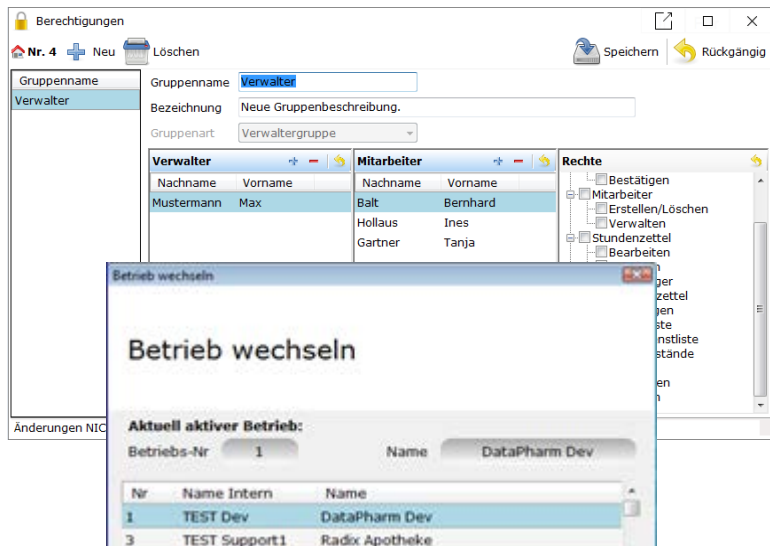 Berechtigungen
Nr. 4 Neu Löschen Speichern Rückgängig
Gruppenname
Verwalter
Gruppenname Verwalter
Bezeichnung Neue Gruppenbeschreibung.
Gruppenart Verwaltergruppe
Verwalter Mitarbeiter Rechte
Nachname Vorname Nachname Vorname
Mustermann Max Balt Bernhard
Hollaus Ines
Gartner Tanja
Bestätigen
Mitarbeiter
Erstellen/Löschen
Verwalten
Stundenzettel
Bearbeiten
Änderungen NIC
Betrieb wechseln
Betrieb wechseln
Aktuell aktiver Betrieb:
Betriebs-Nr 1 Name DataPharm Dev
Nr Name Intern Name
1 TEST Dev DataPharm Dev
3 TEST Support1 Radix Apotheke